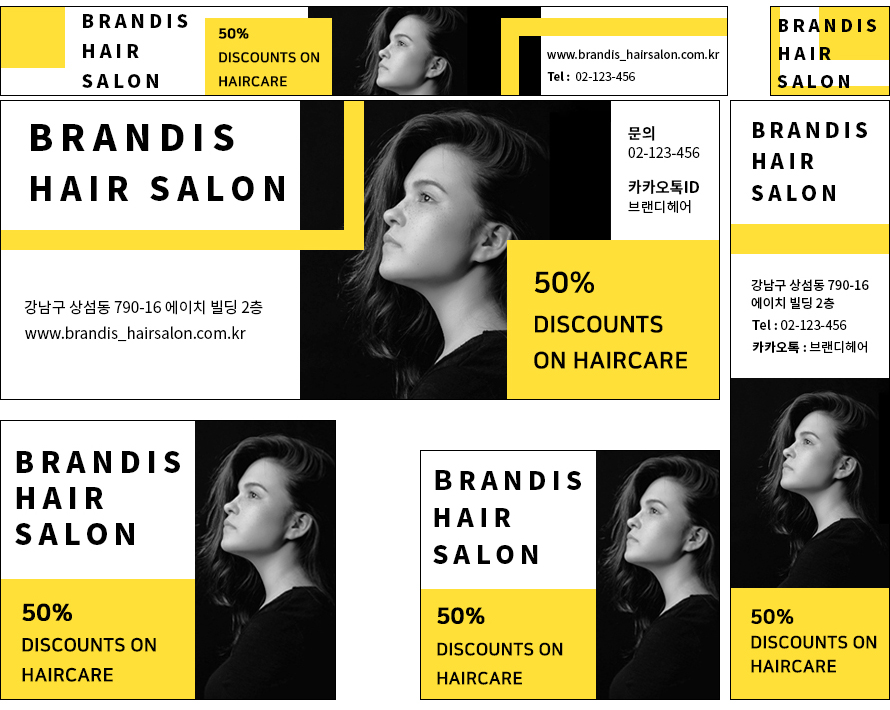 BRANDIS
HAIR
SALON
50%
DISCOUNTS ON
HAIRCARE
www.brandis_hairsalon.com.kr
Tel : 02-123-456
BRANDIS
HAIR
SALON
BRANDIS
HAIR SALON
강남구 상섬동 790-16 에이치 빌딩 2층
www.brandis_hairsalon.com.kr
문의
02-123-456
카카오톡ID
브랜디헤어
50%
DISCOUNTS
ON HAIRCARE
BRANDIS
HAIR
SALON
강남구 상섬동 790-16
에이치 빌딩 2층
Tel : 02-123-456
카카오톡 : 브랜디헤어
50%
DISCOUNTS ON
HAIRCARE
BRANDIS
HAIR
SALON
50%
DISCOUNTS ON
HAIRCARE
BRANDIS
HAIR
SALON
50%
DISCOUNTS ON
HAIRCARE